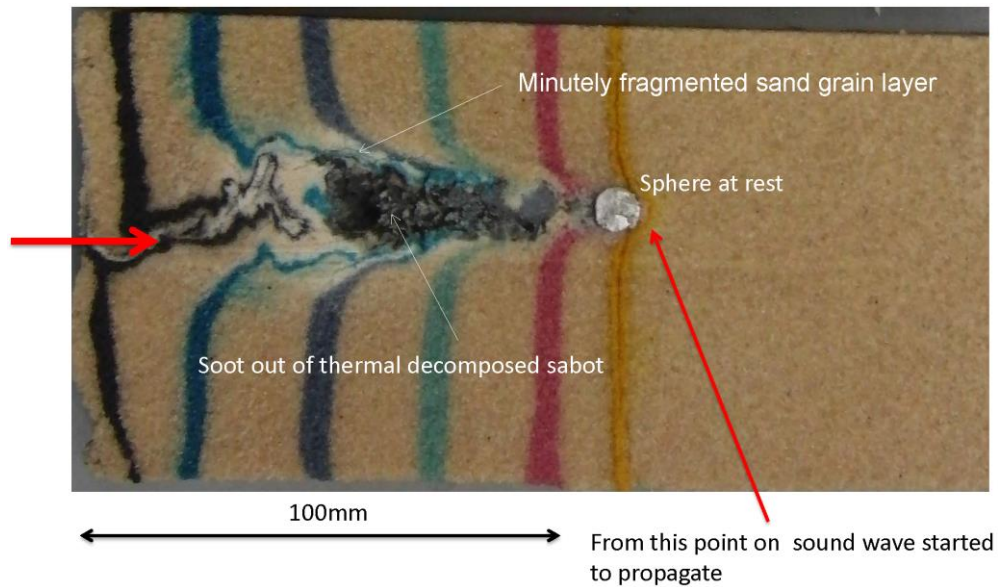 Minutely fragmented sand grain layer
Sphere at rest
Soot out of thermal decomposed sabot
100mm
From this point on sound wave started
to propagate